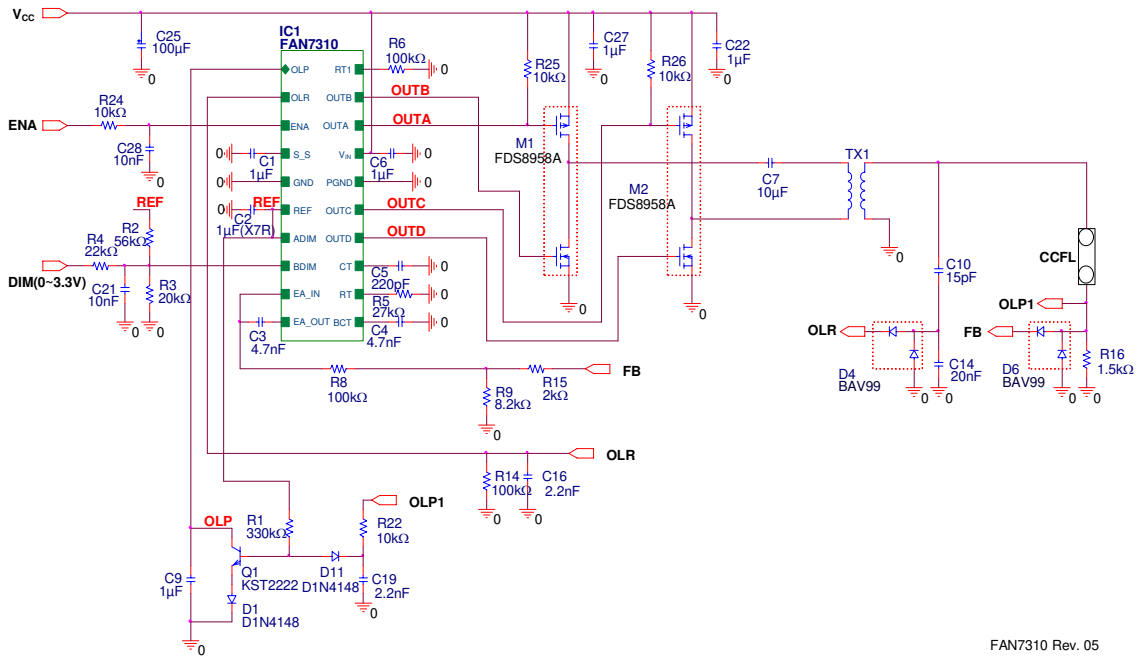 VCC
C25
100µF
0
IC1
FAN7310
R6
100kΩ
0
R25
10kΩ
C27
1µF
0
R26
10kΩ
C22
1µF
0
OLP
RT1
OLR
OUTB
OUTB
R24
10kΩ
ENA
ENA
OUTA
OUTA
C28
10nF
0
M1
FDS8958A
0
C1
1µF
S_S
VIN
C6
1µF
0
M2
FDS8958A
C7
10µF
TX1
0
GND
PGND
0
REF
0
C2
1µF(X7R)
REF
REF
OUTC
OUTC
R2
56kΩ
ADIM
OUTD
OUTD
R4
22kΩ
DIM(0~3.3V)
BDIM
CT
C5
220pF
0
0
0
0
CCFL
C10
15pF
C21
10nF
0
R3
20kΩ
0
EA_IN
RT
R5
27kΩ
0
OLP1
C3
4.7nF
EA_OUT
BCT
C4
4.7nF
0
OLR
FB
D4
BAV99
0
C14
20nF
0
D6
BAV99
0
R16
1.5kΩ
0
R8
100kΩ
R15
2kΩ
FB
R9
8.2kΩ
0
OLR
R14
100kΩ
0
C16
2.2nF
0
OLP1
OLP
R1
330kΩ
R22
10kΩ
Q1
KST2222
D11
D1N4148
C19
2.2nF
0
C9
1µF
D1
D1N4148
0
FAN7310 Rev. 05